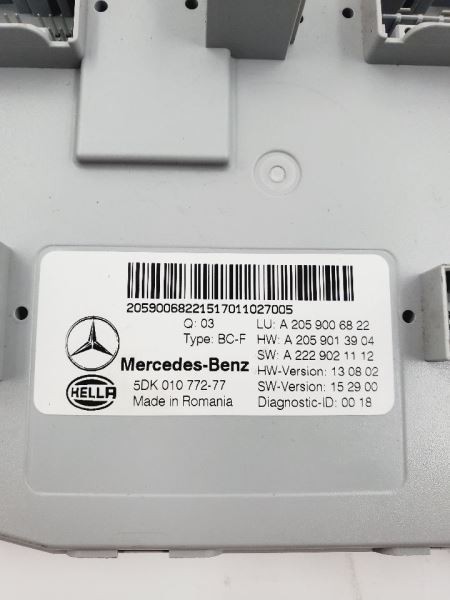 20590068221517011027005
Q: 03 LU: A 205 900 68 22
Type: BC-F HW: A 205 901 39 04
SW: A 222 902 11 12
Mercedes-Benz HW-Version: 13 08 02
HELLA 5DK 010 772-77 SW-Version: 15 29 00
Made in Romania Diagnostic-ID: 00 18